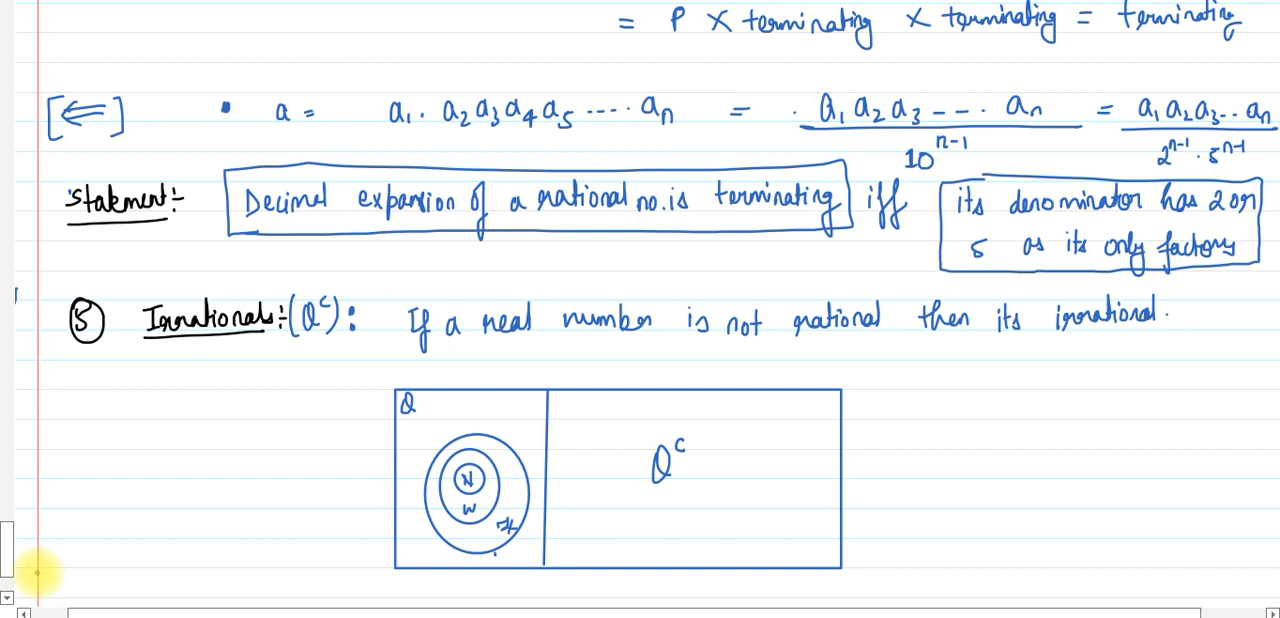 = P × terminating × terminating = terminating
[⇐] • a = a₁. a₂a₃a₄a₅ ---. aₙ = . a₁a₂a₃ --. aₙ / 10ⁿ⁻¹ = a₁a₂a₃.. aₙ / 2ⁿ⁻¹ . 5ⁿ⁻¹
Statement:- Decimal expansion of a rational no. is terminating iff its denominator has 2 or
5 as its only factors
⑤ Irrationals:- (Qᶜ): If a real number is not rational then its irrational.
Q
Qᶜ
N
W
Z